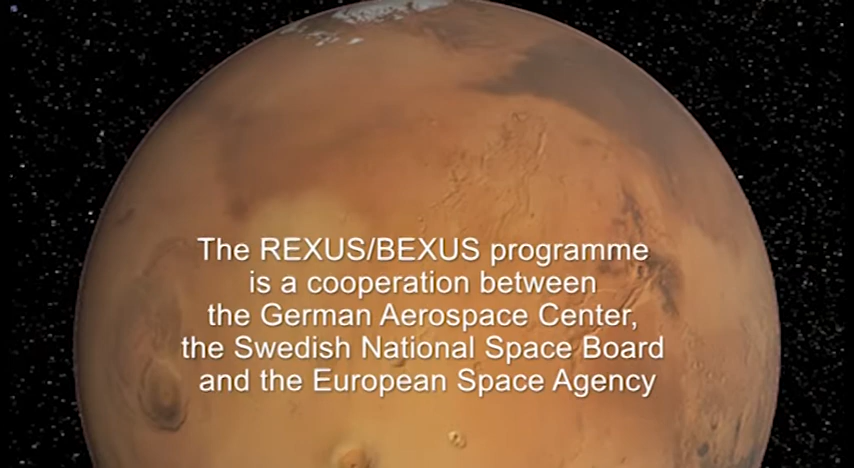 The REXUS/BEXUS programme
is a cooperation between
the German Aerospace Center,
the Swedish National Space Board
and the European Space Agency